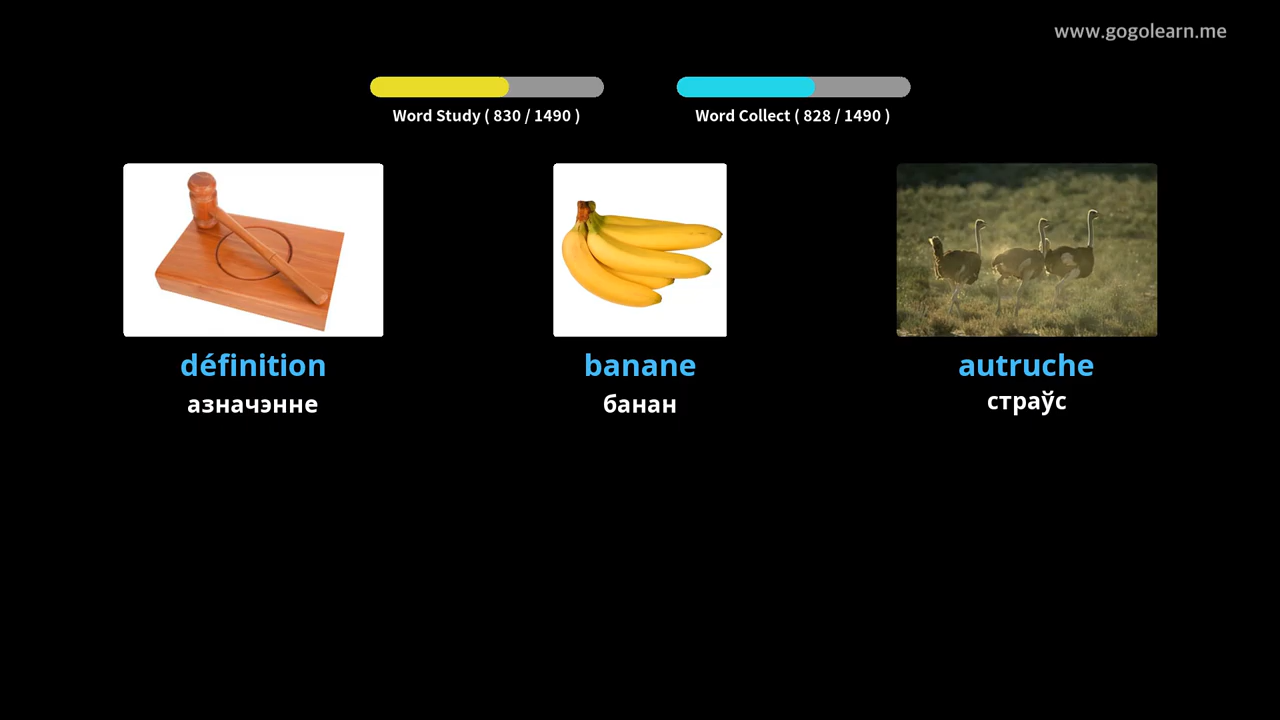 www.gogolearn.me
Word Study ( 830 / 1490 )
Word Collect ( 828 / 1490 )
définition
banane
autruche
азначэнне
банан
страўс